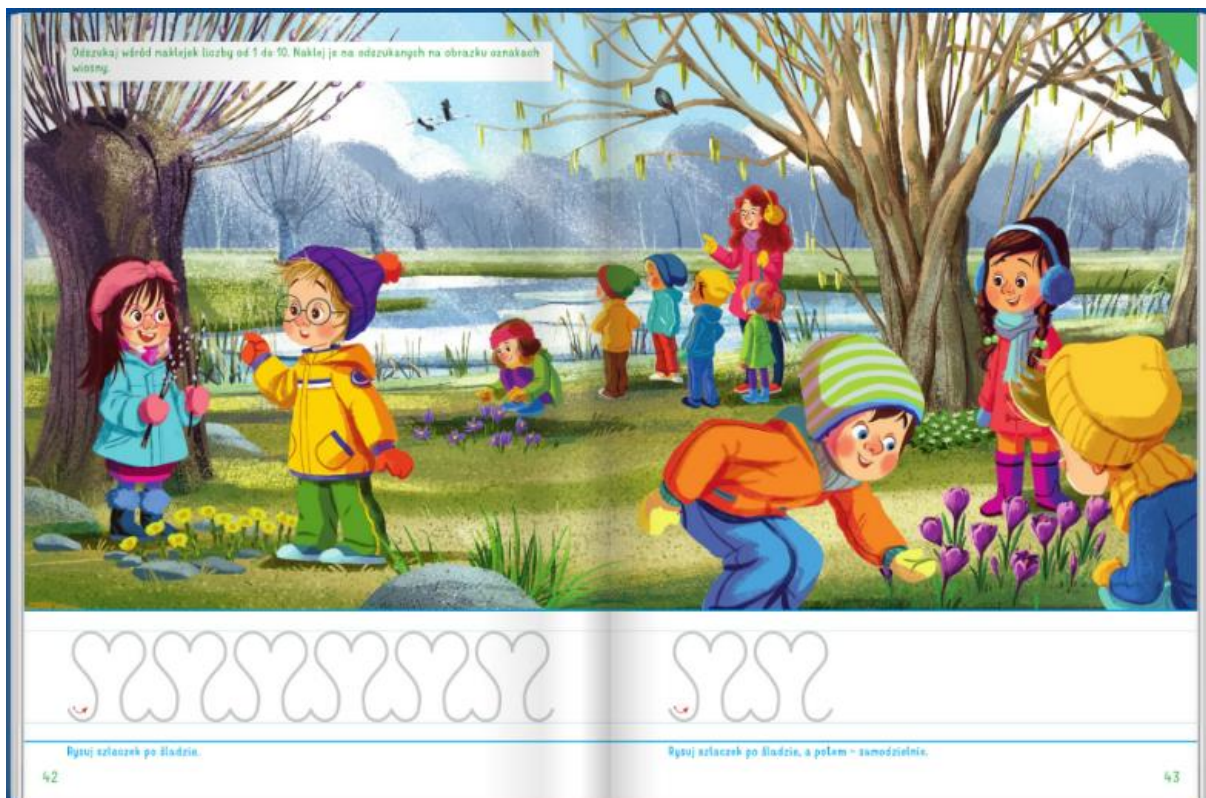 Odszukaj wśród naklejek liczby od 1 do 10. Naklej je na odszukanych na obrazku oznakach
wiosny.
Rysuj szlaczek po śladzie.
Rysuj szlaczek po śladzie, a potem – samodzielnie.
42
43